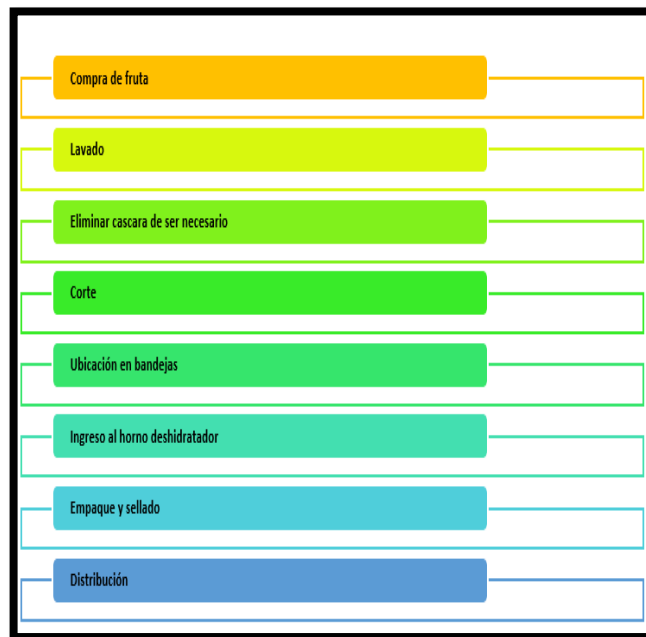 Compra de fruta
Lavado
Eliminar cascara de ser necesario
Corte
Ubicación en bandejas
Ingreso al horno deshidratador
Empaque y sellado
Distribución